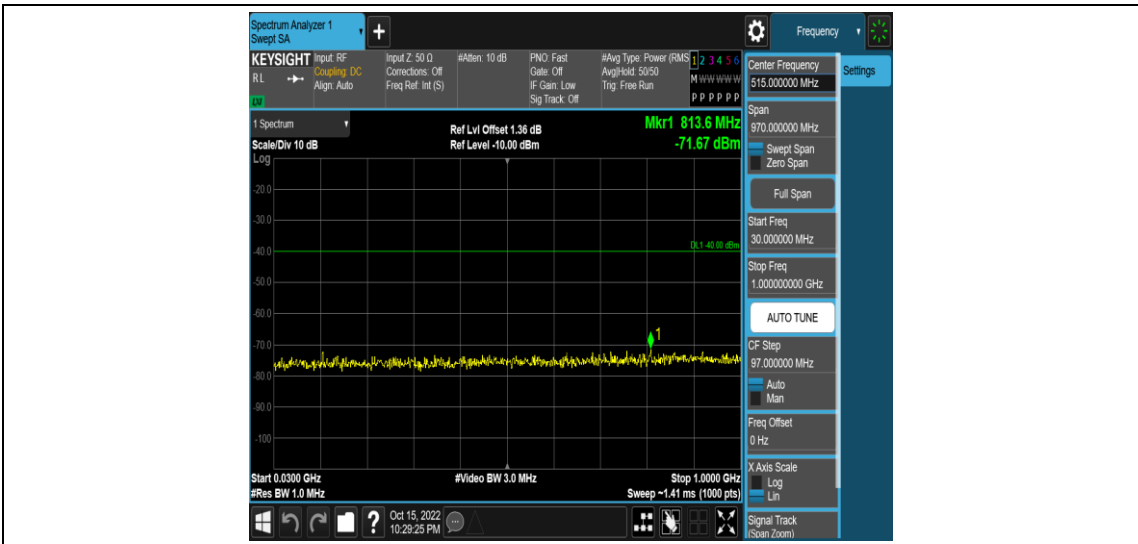 Spectrum Analyzer 1
Swept SA
+
Frequency
KEYSIGHT
RL
LXI
Input: RF
Coupling: DC
Align: Auto
Input Z: 50 Ω
Corrections: Off
Freq Ref: Int (S)
#Atten: 10 dB
PNO: Fast
Gate: Off
IF Gain: Low
Sig Track: Off
#Avg Type: Power (RMS
Avg|Hold: 50/50
Trig: Free Run
1 2 3 4 5 6
M W W W W W
P P P P P P
Center Frequency
515.000000 MHz
Settings
Span
970.000000 MHz
Swept Span
Zero Span
Full Span
Start Freq
30.000000 MHz
Stop Freq
1.000000000 GHz
AUTO TUNE
CF Step
97.000000 MHz
Auto
Man
Freq Offset
0 Hz
X Axis Scale
Log
Lin
Signal Track
(Span Zoom)
1 Spectrum
Scale/Div 10 dB
Log
Ref Lvl Offset 1.36 dB
Ref Level -10.00 dBm
Mkr1 813.6 MHz
-71.67 dBm
-20.0
-30.0
-40.0
DL1 -40.00 dBm
-50.0
-60.0
1
-70.0
-80.0
-90.0
-100
Start 0.0300 GHz
#Video BW 3.0 MHz
Stop 1.0000 GHz
#Res BW 1.0 MHz
Sweep ~1.41 ms (1000 pts)
?
Oct 15, 2022
10:29:25 PM